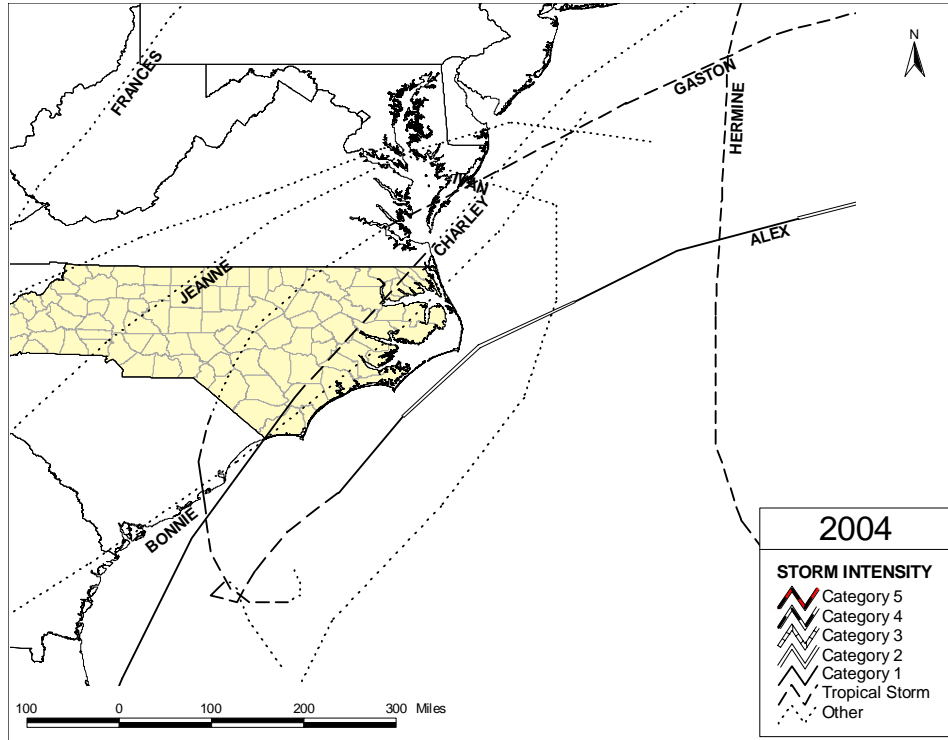 N
FRANCES
GASTON
HERMINE
IVAN
CHARLEY
ALEX
JEANNE
BONNIE
2004
STORM INTENSITY
Category 5
Category 4
Category 3
Category 2
Category 1
Tropical Storm
Other
100 0 100 200 300 Miles